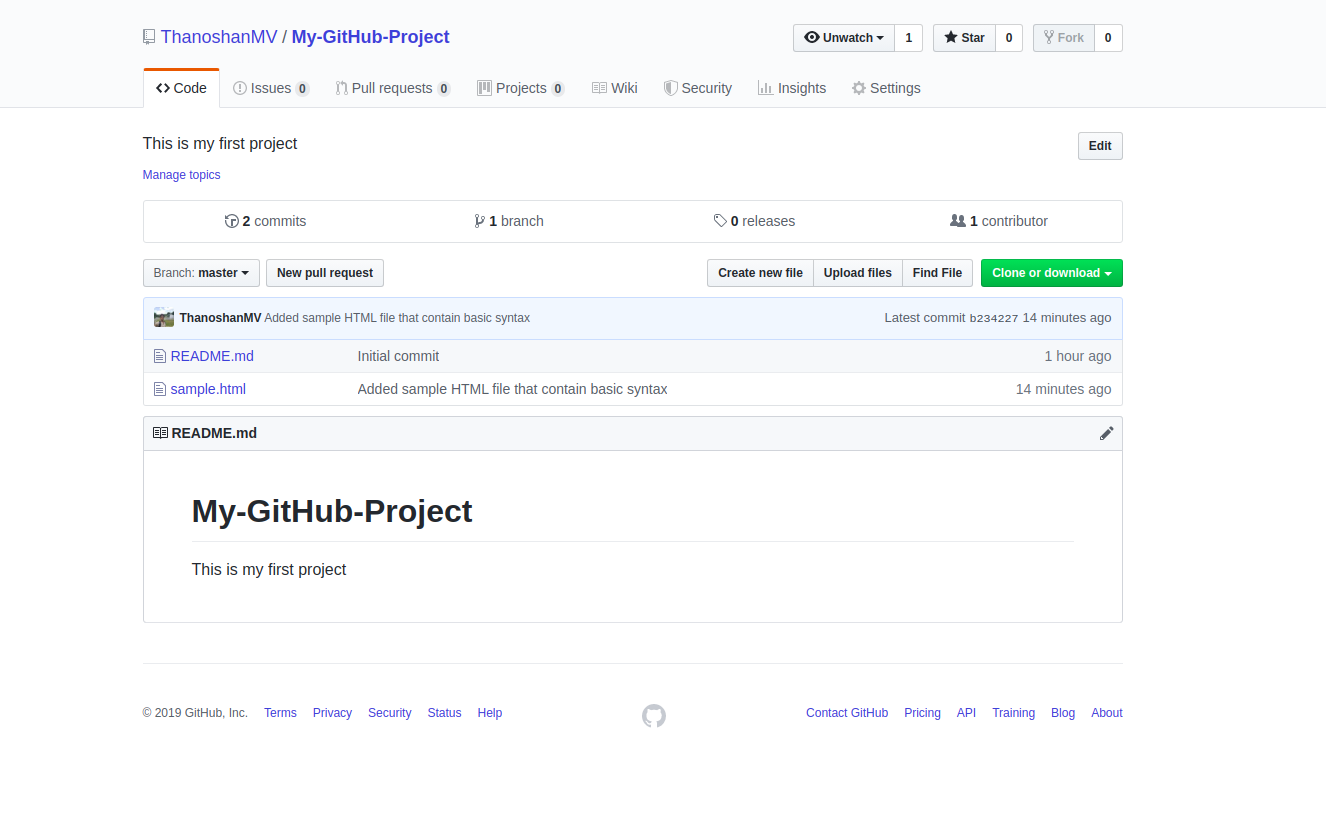 ThanoshanMV / My-GitHub-Project Unwatch 1 Star 0 Fork 0
Code Issues 0 Pull requests 0 Projects 0 Wiki Security Insights Settings
This is my first project Edit
Manage topics
2 commits 1 branch 0 releases 1 contributor
Branch: master New pull request Create new file Upload files Find File Clone or download
ThanoshanMV Added sample HTML file that contain basic syntax Latest commit b234227 14 minutes ago
README.md Initial commit 1 hour ago
sample.html Added sample HTML file that contain basic syntax 14 minutes ago
README.md
My-GitHub-Project
This is my first project
© 2019 GitHub, Inc. Terms Privacy Security Status Help Contact GitHub Pricing API Training Blog About